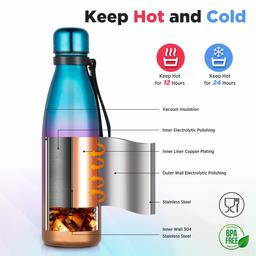 Keep Hot and Cold
Keep Hot
for 12 Hours
Keep Cold
for 24 Hours
Vacuum Insulation
Inner Electrolytic Polishing
Inner Liner Copper Plating
Outer Wall Electrolytic Polishing
Stainless Steel
Inner Wall 304
Stainless Steel
BPA
FREE